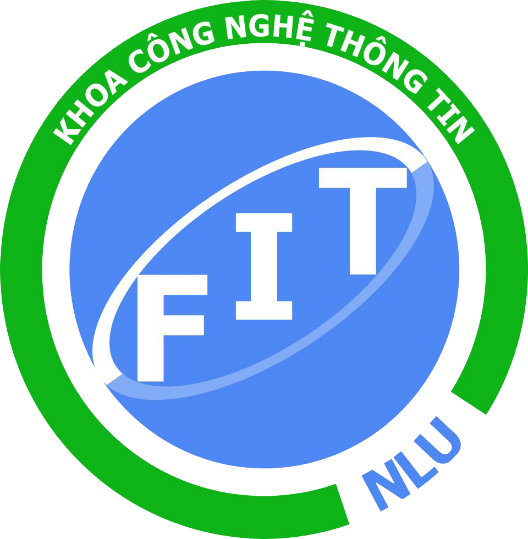 KHOA CÔNG NGHỆ THÔNG TIN
FIT
NLU